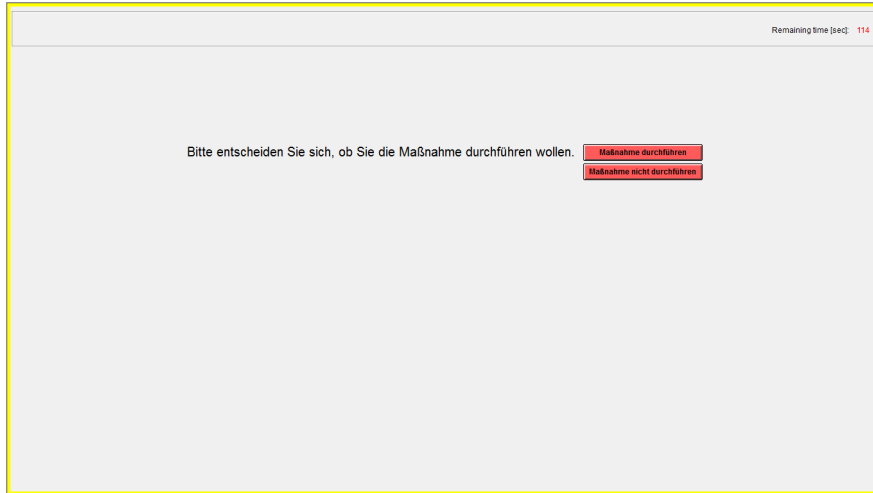 Remaining time [sec]: 114
Bitte entscheiden Sie sich, ob Sie die Maßnahme durchführen wollen. Maßnahme durchführen
Maßnahme nicht durchführen